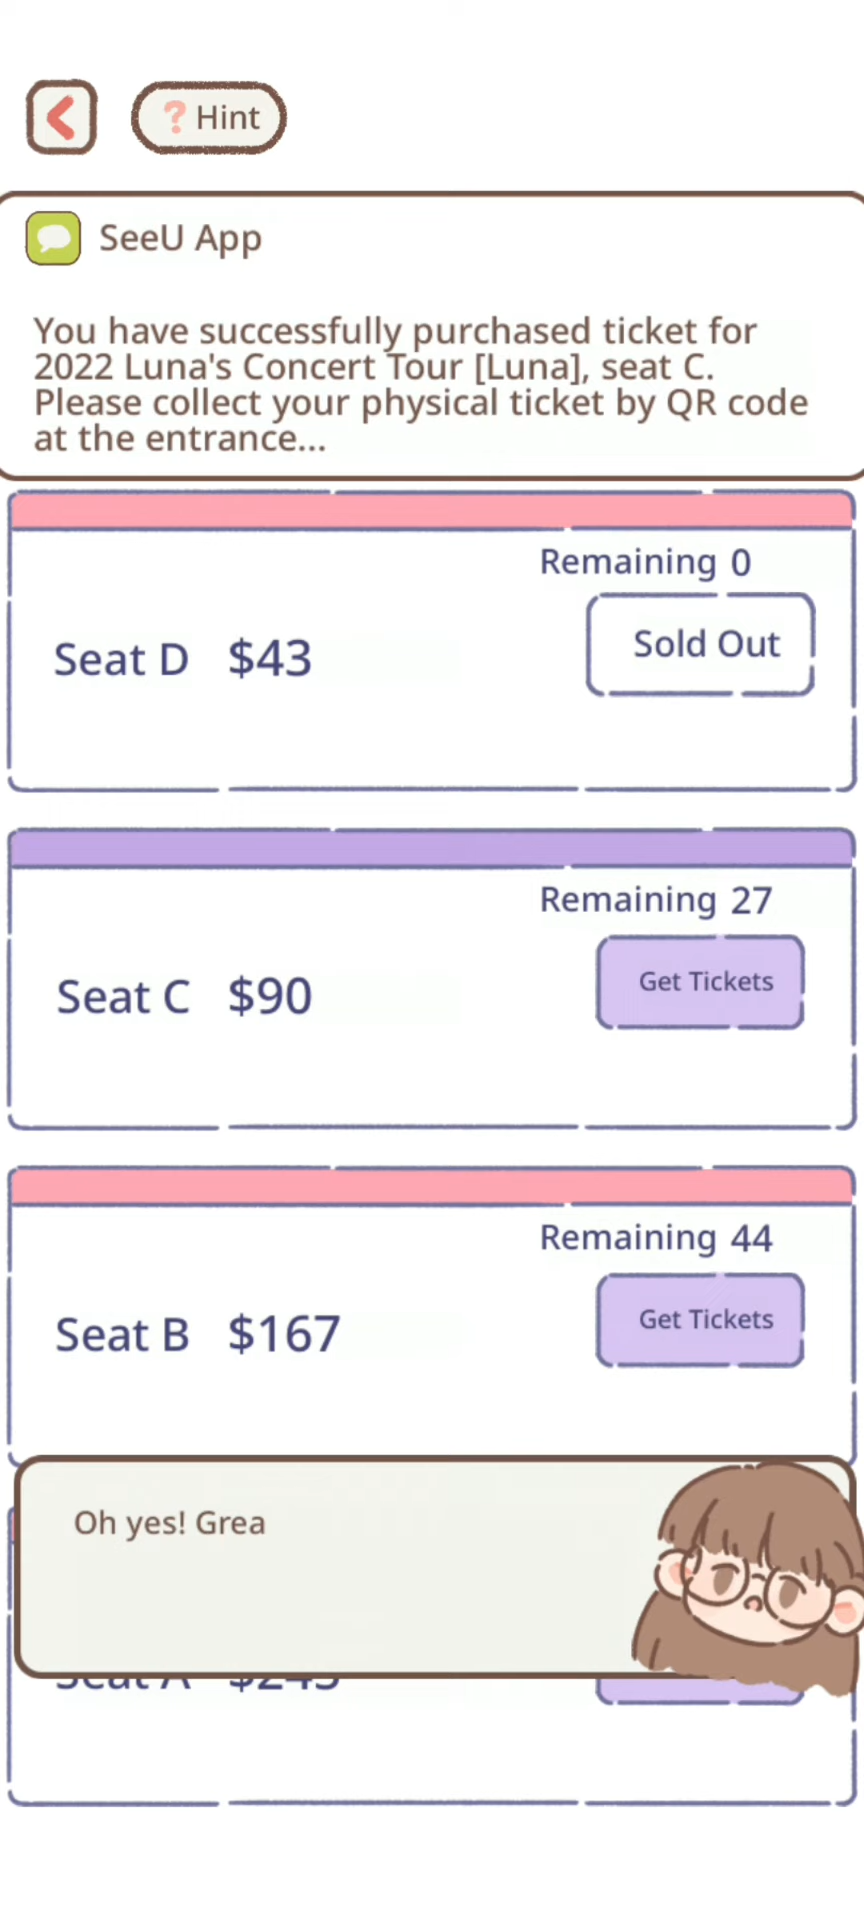 ? Hint
SeeU App
You have successfully purchased ticket for
2022 Luna's Concert Tour [Luna], seat C.
Please collect your physical ticket by QR code
at the entrance...
Remaining 0
Seat D $43
Sold Out
Remaining 27
Seat C $90
Get Tickets
Remaining 44
Seat B $167
Get Tickets
Oh yes! Grea
Seat A